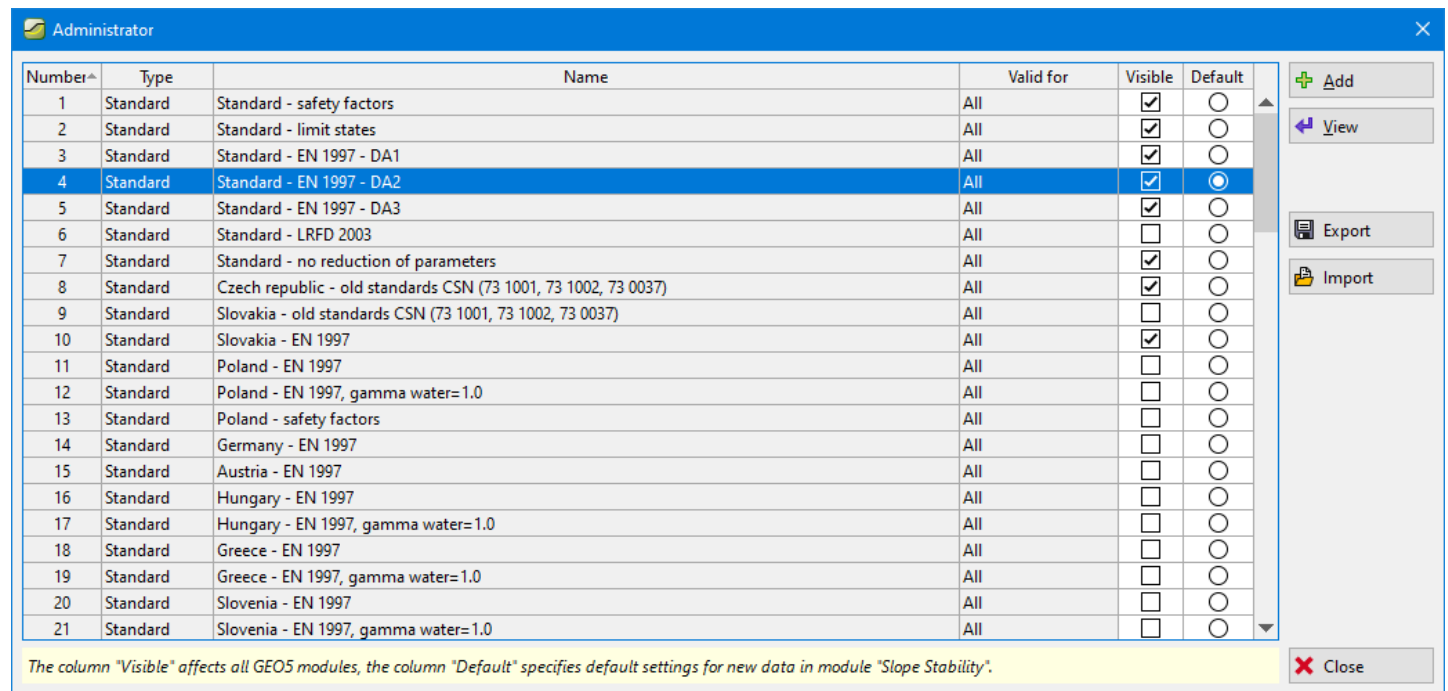 Administrator
Number Type Name Valid for Visible Default
1 Standard Standard - safety factors All
2 Standard Standard - limit states All
3 Standard Standard - EN 1997 - DA1 All
4 Standard Standard - EN 1997 - DA2 All
5 Standard Standard - EN 1997 - DA3 All
6 Standard Standard - LRFD 2003 All
7 Standard Standard - no reduction of parameters All
8 Standard Czech republic - old standards CSN (73 1001, 73 1002, 73 0037) All
9 Standard Slovakia - old standards CSN (73 1001, 73 1002, 73 0037) All
10 Standard Slovakia - EN 1997 All
11 Standard Poland - EN 1997 All
12 Standard Poland - EN 1997, gamma water=1.0 All
13 Standard Poland - safety factors All
14 Standard Germany - EN 1997 All
15 Standard Austria - EN 1997 All
16 Standard Hungary - EN 1997 All
17 Standard Hungary - EN 1997, gamma water=1.0 All
18 Standard Greece - EN 1997 All
19 Standard Greece - EN 1997, gamma water=1.0 All
20 Standard Slovenia - EN 1997 All
21 Standard Slovenia - EN 1997, gamma water=1.0 All
The column "Visible" affects all GEO5 modules, the column "Default" specifies default settings for new data in module "Slope Stability".
Add
View
Export
Import
Close